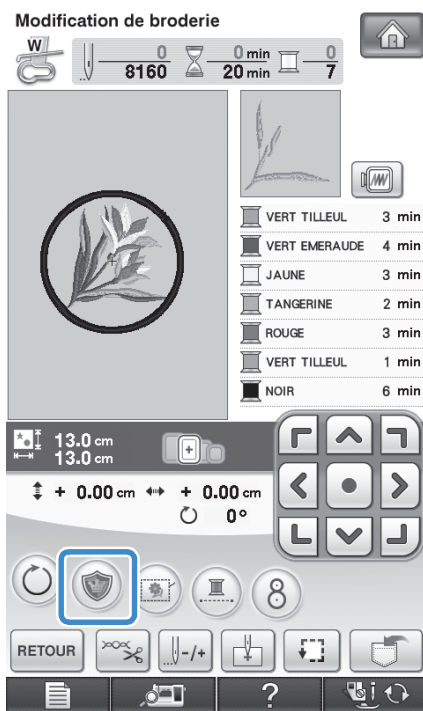 Modification de broderie
W
0 0 min 0
8160 20 min 7
VERT TILLEUL 3 min
VERT EMERAUDE 4 min
JAUNE 3 min
TANGERINE 2 min
ROUGE 3 min
VERT TILLEUL 1 min
NOIR 6 min
13.0 cm
13.0 cm
+ 0.00 cm + 0.00 cm
0°
8
RETOUR -/+
?